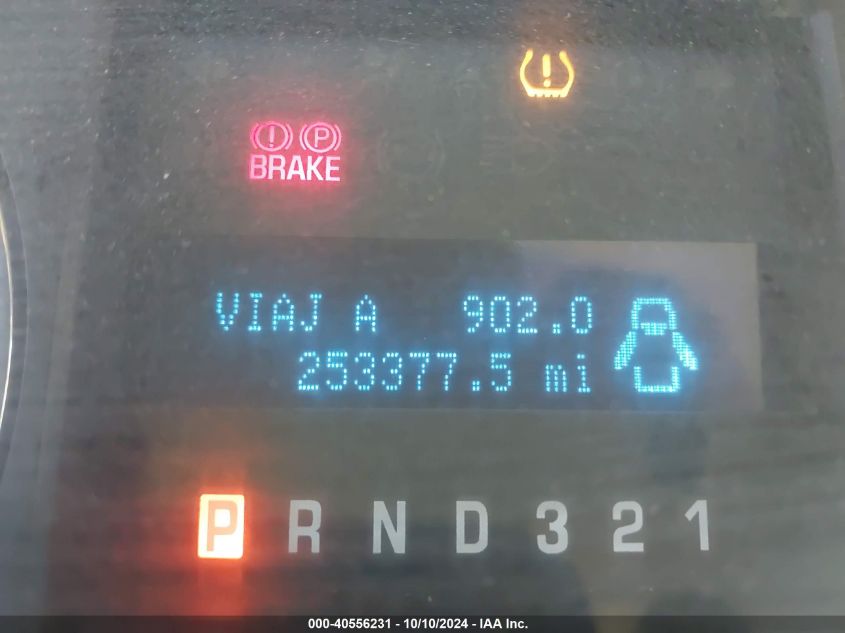 ! P
BRAKE
VIAJ A 902.0
253377.5 mi
P R N D 3 2 1
000-40556231 - 10/10/2024 - IAA Inc.